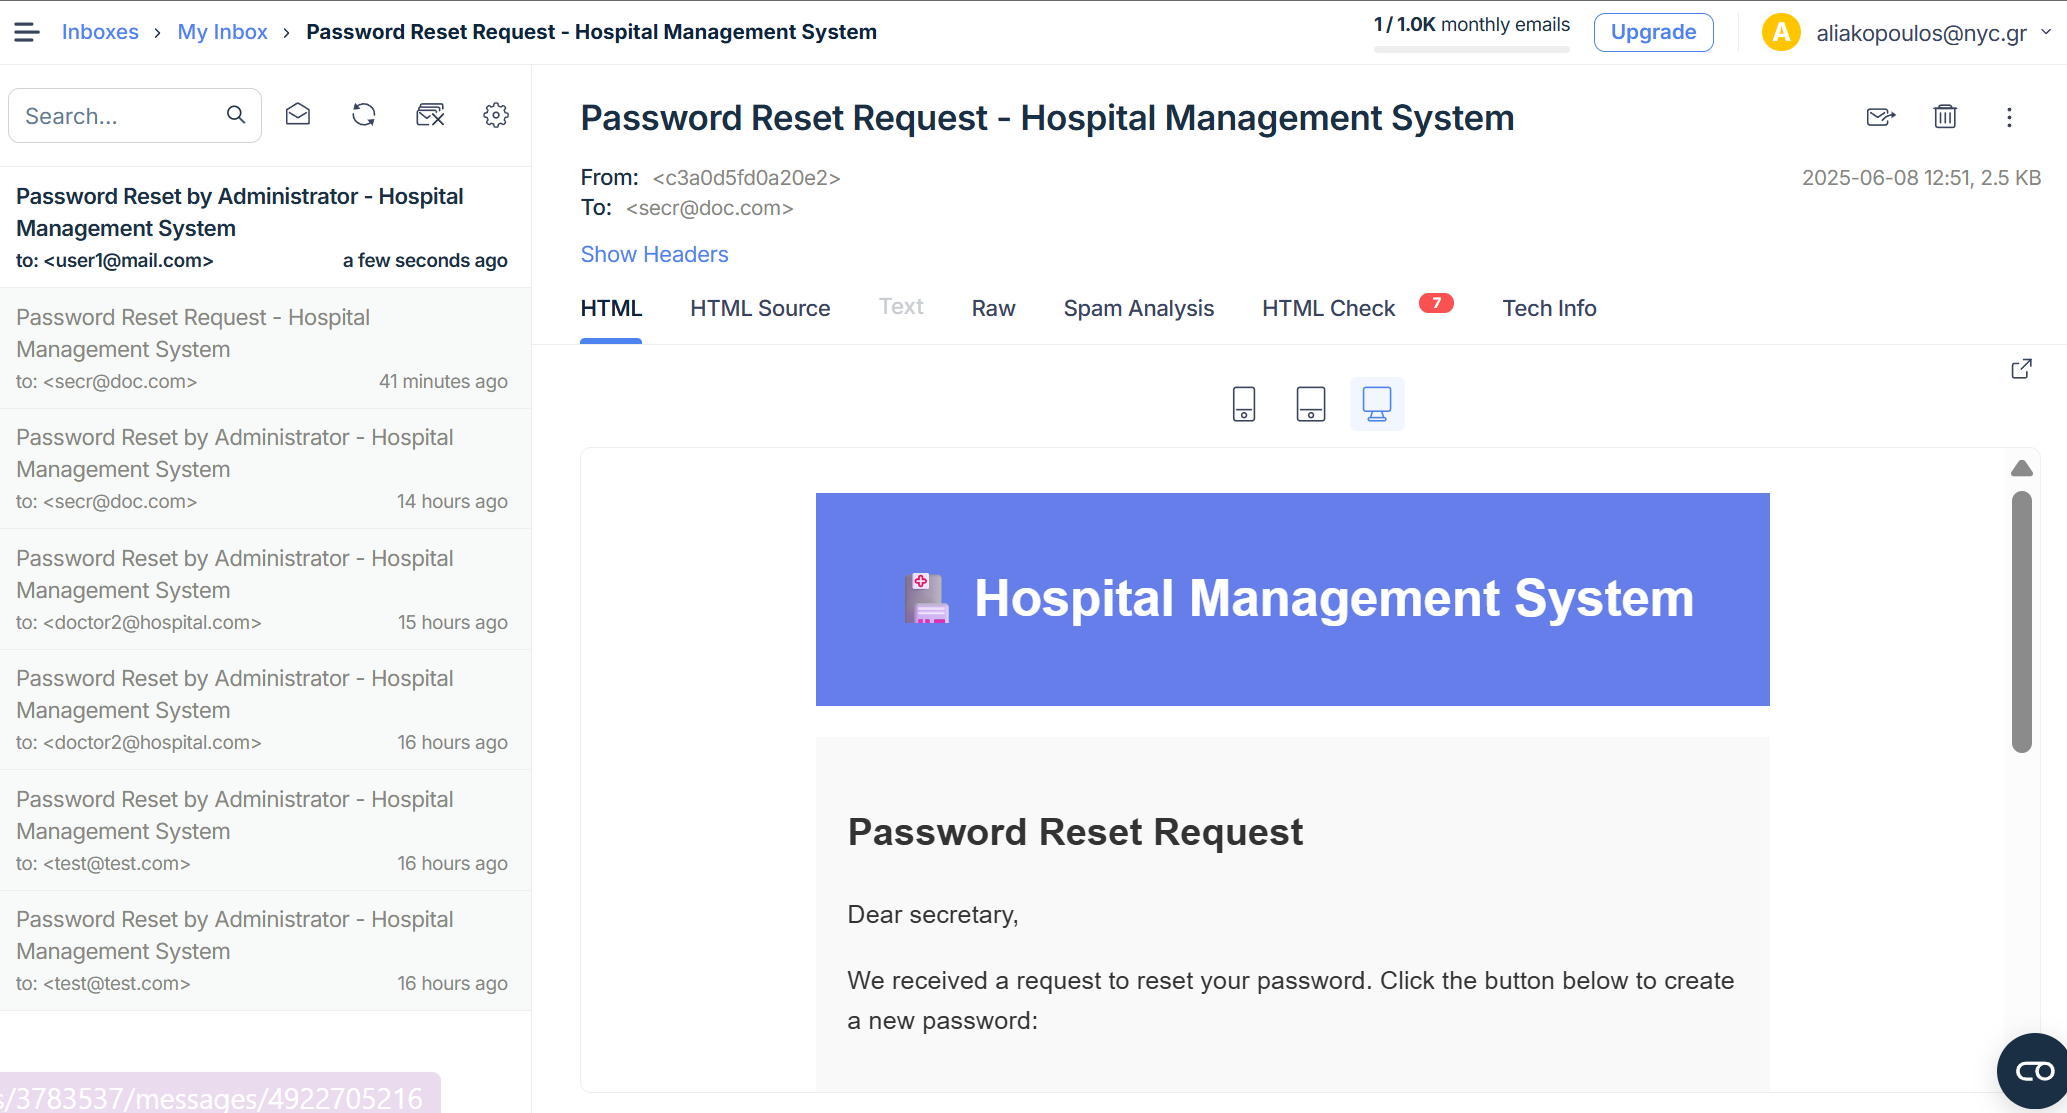 Inboxes › My Inbox › Password Reset Request - Hospital Management System
1 / 1.0K monthly emails
Upgrade
A
aliakopoulos@nyc.gr
Search...
Password Reset by Administrator - Hospital
Management System
to: <user1@mail.com> a few seconds ago
Password Reset Request - Hospital
Management System
to: <secr@doc.com> 41 minutes ago
Password Reset by Administrator - Hospital
Management System
to: <secr@doc.com> 14 hours ago
Password Reset by Administrator - Hospital
Management System
to: <doctor2@hospital.com> 15 hours ago
Password Reset by Administrator - Hospital
Management System
to: <doctor2@hospital.com> 16 hours ago
Password Reset by Administrator - Hospital
Management System
to: <test@test.com> 16 hours ago
Password Reset by Administrator - Hospital
Management System
to: <test@test.com> 16 hours ago
s/3783537/messages/4922705216
Password Reset Request - Hospital Management System
From: <c3a0d5fd0a20e2> 2025-06-08 12:51, 2.5 KB
To: <secr@doc.com>
Show Headers
HTML HTML Source Text Raw Spam Analysis HTML Check 7 Tech Info
Hospital Management System
Password Reset Request
Dear secretary,
We received a request to reset your password. Click the button below to create
a new password: